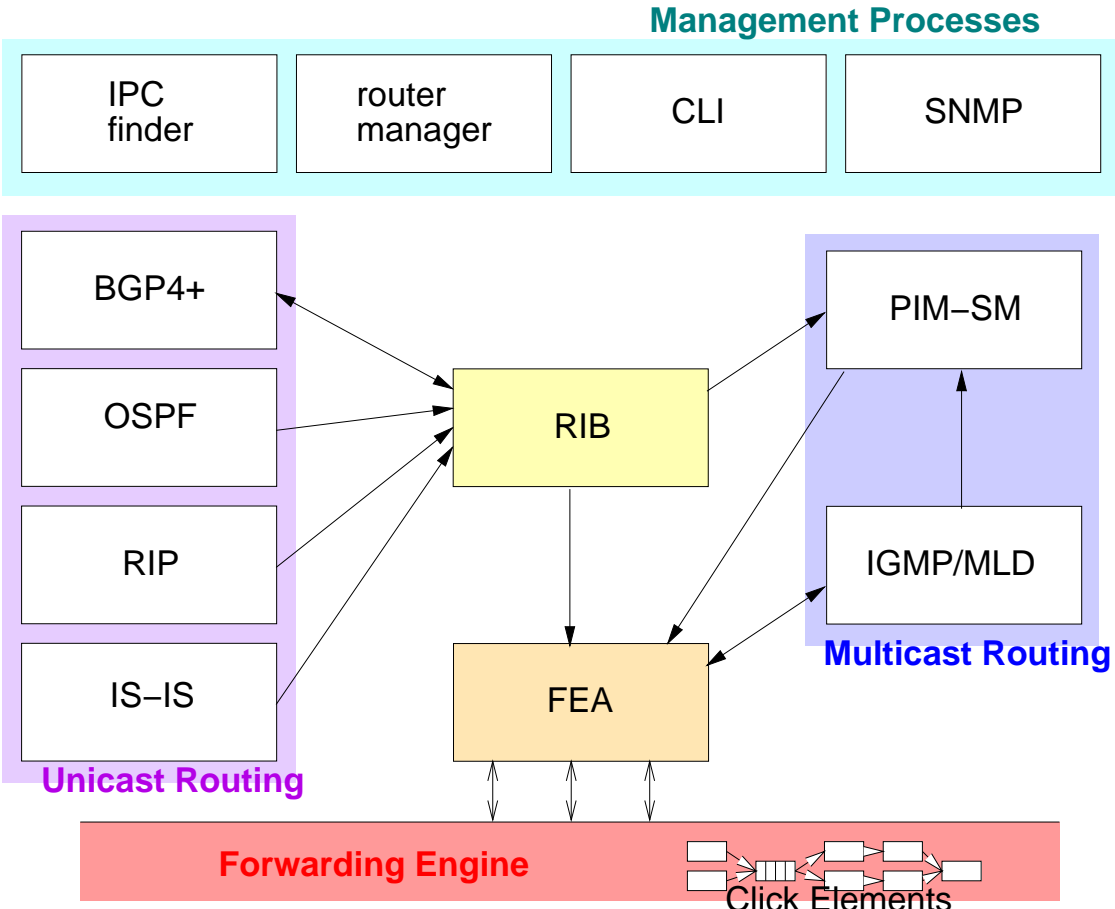 Management Processes
IPC
finder
router
manager
CLI
SNMP
BGP4+
PIM−SM
OSPF
RIB
RIP
IGMP/MLD
IS−IS
FEA
Multicast Routing
Unicast Routing
Forwarding Engine
Click Elements